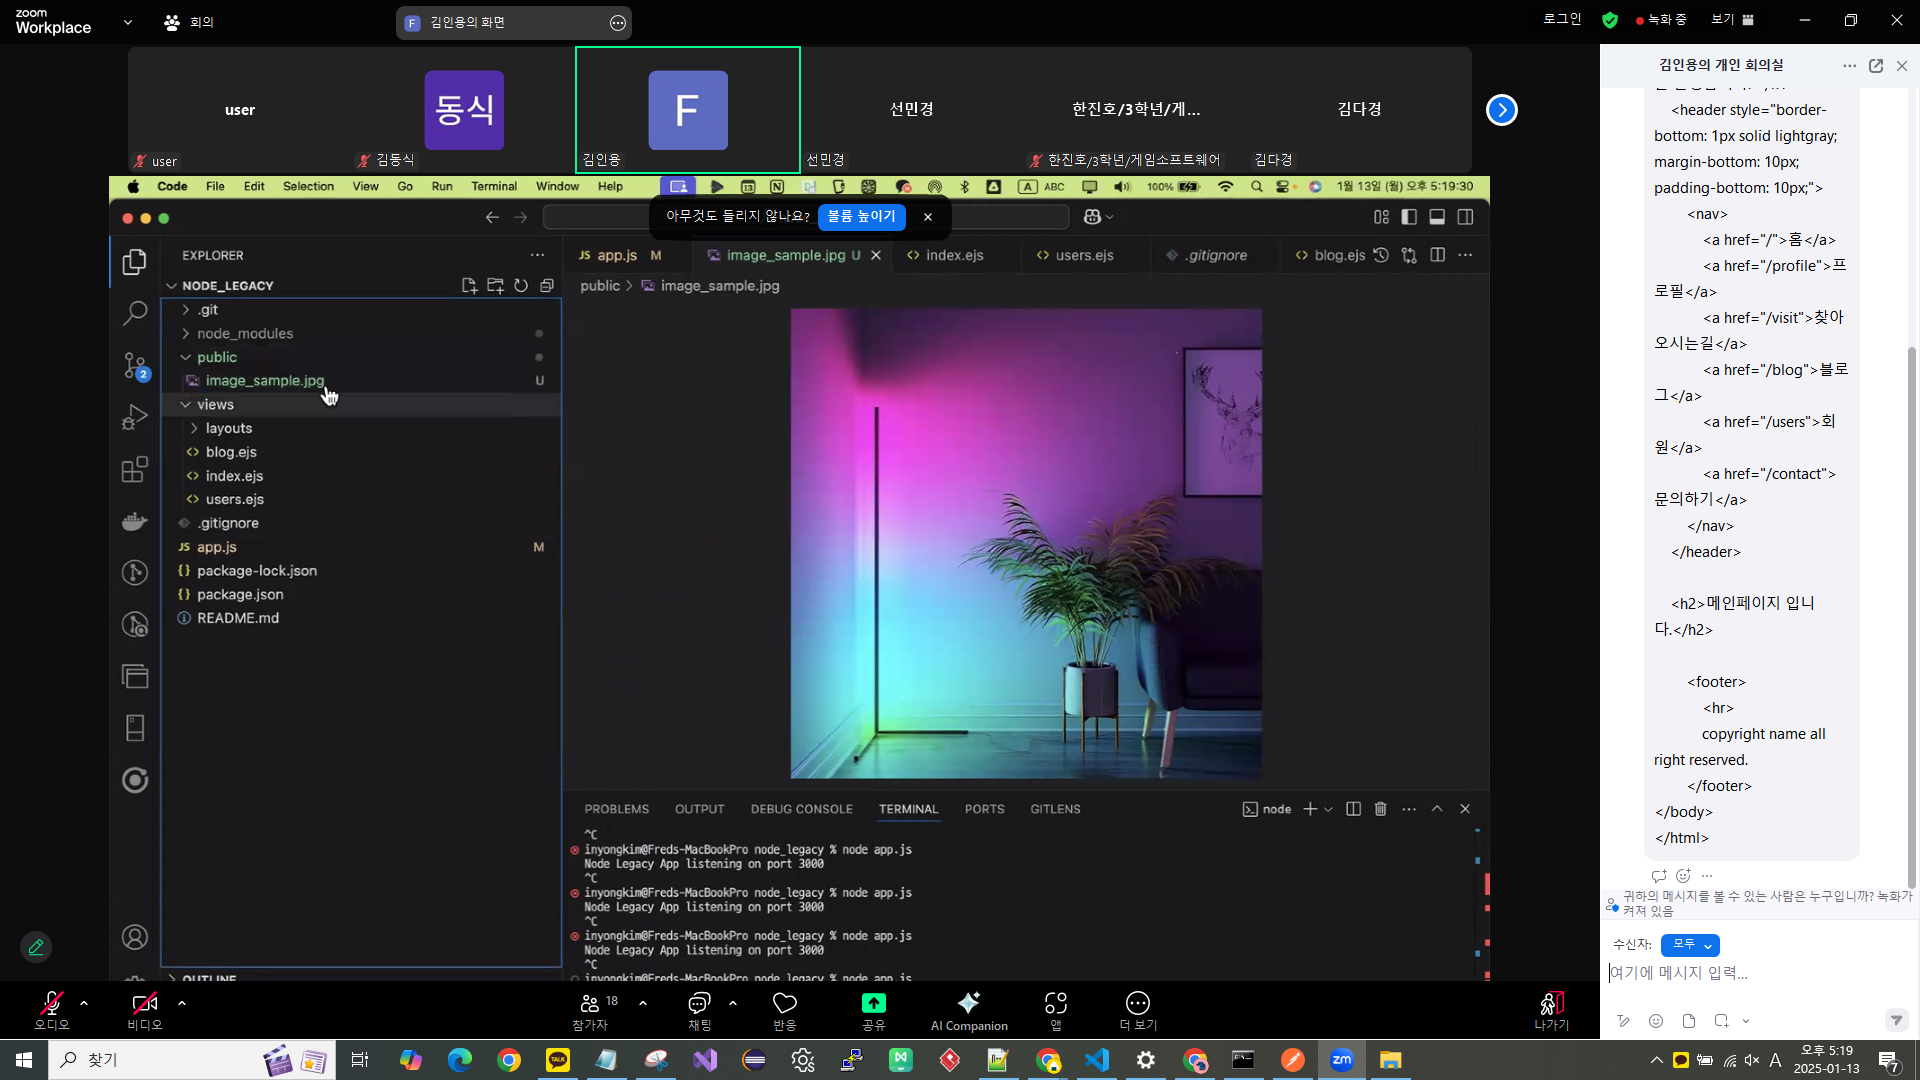 zoom
Workplace
회의
F 김인용의 화면
로그인
녹화 중
보기
user
동식
F
선민경
한진호/3학년/게...
김다경
user
김동식
김인용
선민경
한진호/3학년/게임소프트웨어
김다경
Code File Edit Selection View Go Run Terminal Window Help
13
A ABC
100%
1월 13일 (월) 오후 5:19:30
아무것도 들리지 않나요? 볼륨 높이기
EXPLORER
JS app.js M
image_sample.jpg U
index.ejs
users.ejs
.gitignore
blog.ejs
NODE_LEGACY
public > image_sample.jpg
.git
node_modules
public
image_sample.jpg U
views
layouts
blog.ejs
index.ejs
users.ejs
.gitignore
JS app.js M
{} package-lock.json
{} package.json
README.md
2
OUTLINE
PROBLEMS OUTPUT DEBUG CONSOLE TERMINAL PORTS GITLENS
node
^C
inyongkim@Freds-MacBookPro node_legacy % node app.js
Node Legacy App listening on port 3000
^C
inyongkim@Freds-MacBookPro node_legacy % node app.js
Node Legacy App listening on port 3000
^C
inyongkim@Freds-MacBookPro node_legacy % node app.js
Node Legacy App listening on port 3000
^C
inyongkim@Freds-MacBookPro node_legacy % node app.js
김인용의 개인 회의실
<header style="border-
bottom: 1px solid lightgray;
margin-bottom: 10px;
padding-bottom: 10px;">
<nav>
<a href="/">홈</a>
<a href="/profile">프
로필</a>
<a href="/visit">찾아
오시는길</a>
<a href="/blog">블로
그</a>
<a href="/users">회
원</a>
<a href="/contact">
문의하기</a>
</nav>
</header>
<h2>메인페이지 입니
다.</h2>
<footer>
<hr>
copyright name all
right reserved.
</footer>
</body>
</html>
귀하의 메시지를 볼 수 있는 사람은 누구입니까? 녹화가
켜져 있음
수신자: 모두
여기에 메시지 입력...
오디오
비디오
18
참가자
채팅
반응
공유
AI Companion
앱
더 보기
나가기
찾기
TALK
zm
A
오후 5:19
2025-01-13
7